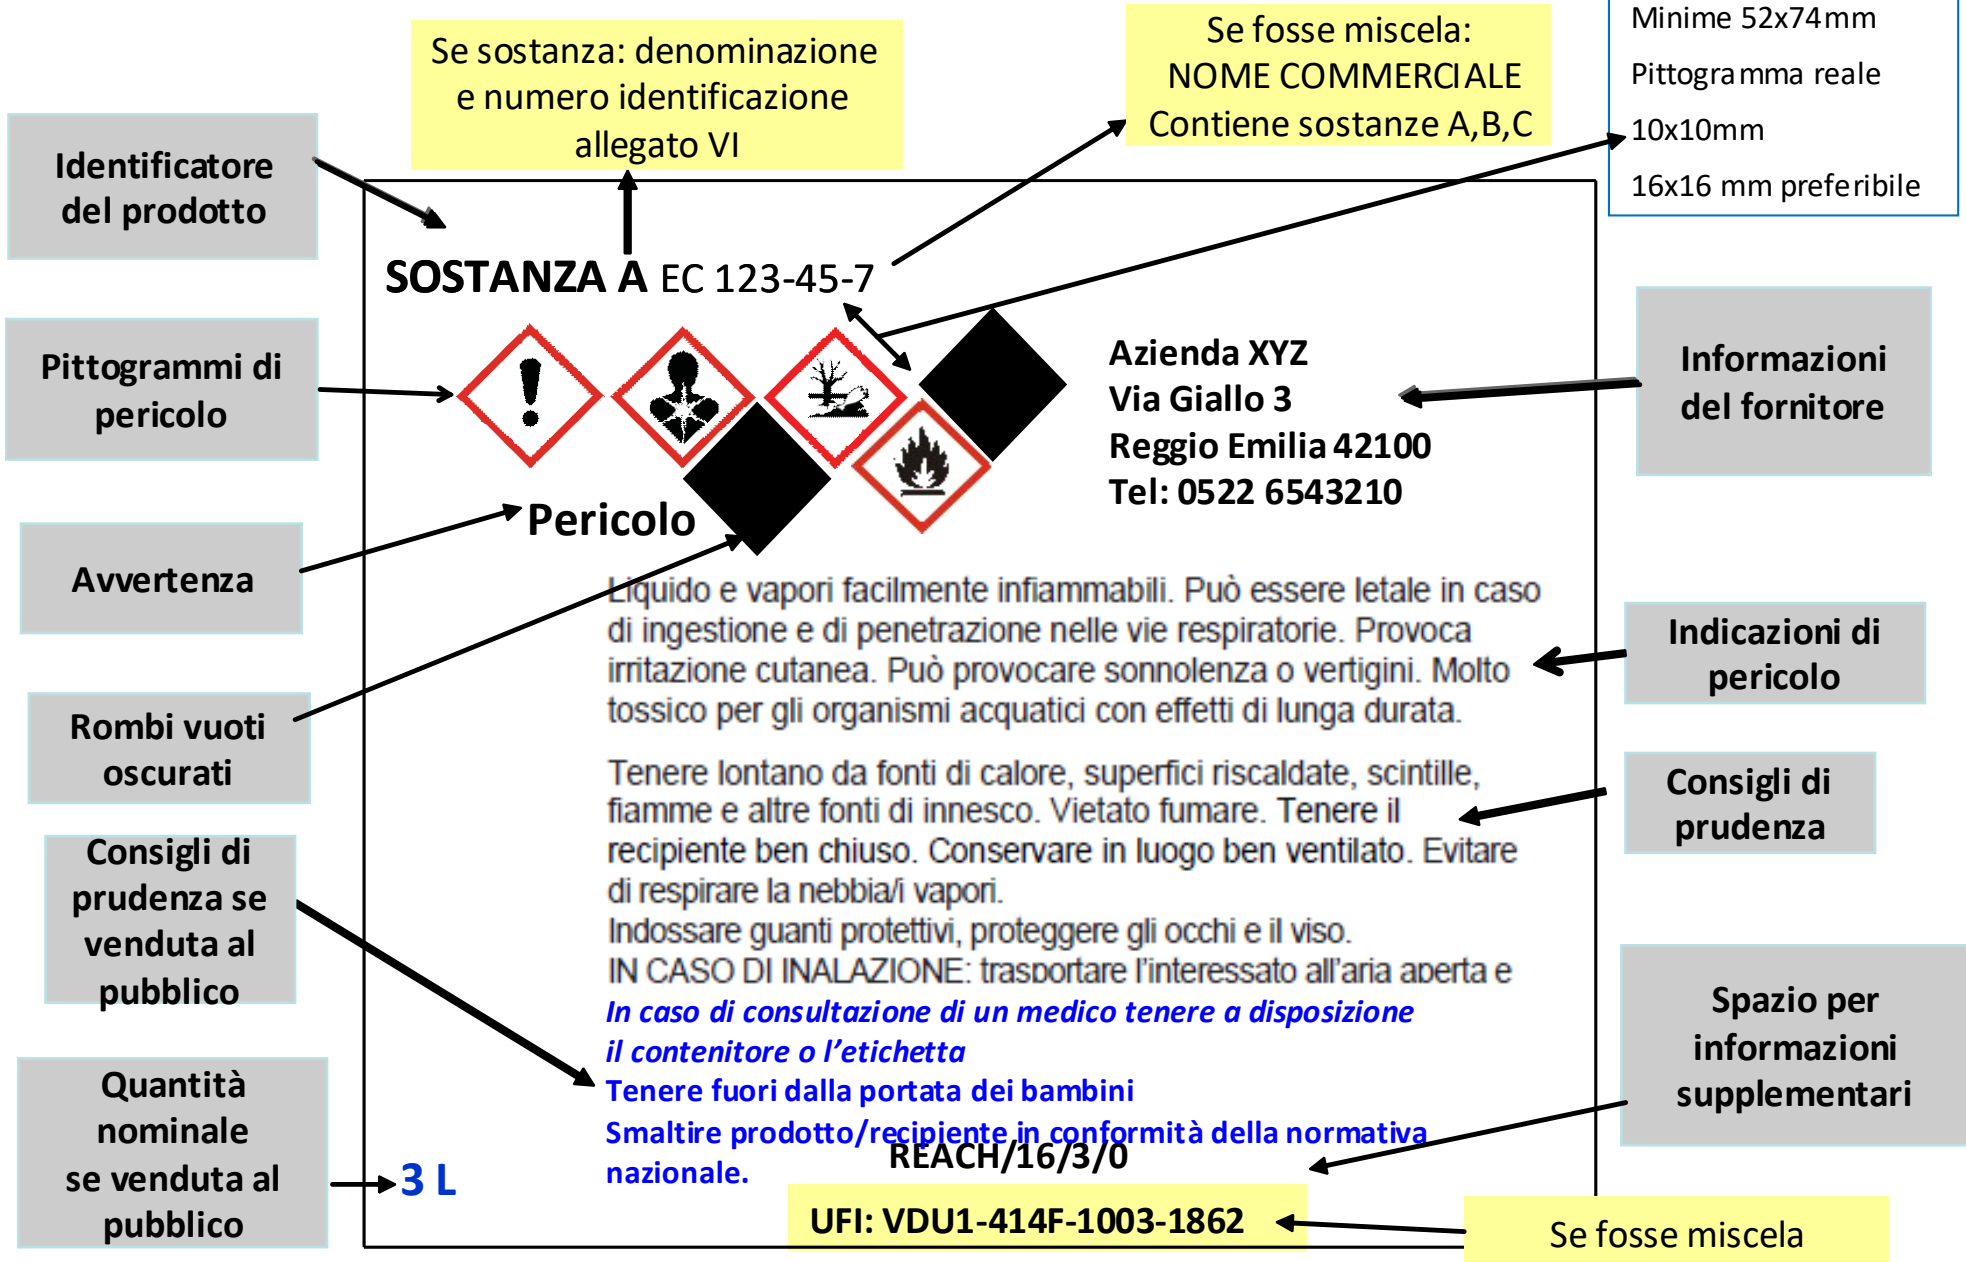 Se sostanza: denominazione
e numero identificazione
allegato VI
Se fosse miscela:
NOME COMMERCIALE
Contiene sostanze A,B,C
Minime 52x74mm
Pittogramma reale
10x10mm
16x16 mm preferibile
Identificatore
del prodotto
SOSTANZA A EC 123-45-7
Pittogrammi di
pericolo
Azienda XYZ
Via Giallo 3
Reggio Emilia 42100
Tel: 0522 6543210
Informazioni
del fornitore
Avvertenza
Pericolo
Liquido e vapori facilmente infiammabili. Può essere letale in caso
di ingestione e di penetrazione nelle vie respiratorie. Provoca
irritazione cutanea. Può provocare sonnolenza o vertigini. Molto
tossico per gli organismi acquatici con effetti di lunga durata.
Indicazioni di
pericolo
Rombi vuoti
oscurati
Tenere lontano da fonti di calore, superfici riscaldate, scintille,
fiamme e altre fonti di innesco. Vietato fumare. Tenere il
recipiente ben chiuso. Conservare in luogo ben ventilato. Evitare
di respirare la nebbia/i vapori.
Indossare guanti protettivi, proteggere gli occhi e il viso.
IN CASO DI INALAZIONE: trasportare l'interessato all'aria aperta e
Consigli di
prudenza
Consigli di
prudenza se
venduta al
pubblico
In caso di consultazione di un medico tenere a disposizione
il contenitore o l’etichetta
Tenere fuori dalla portata dei bambini
Smaltire prodotto/recipiente in conformità della normativa
nazionale.
REACH/16/3/0
Spazio per
informazioni
supplementari
Quantità
nominale
se venduta al
pubblico
3 L
UFI: VDU1-414F-1003-1862
Se fosse miscela